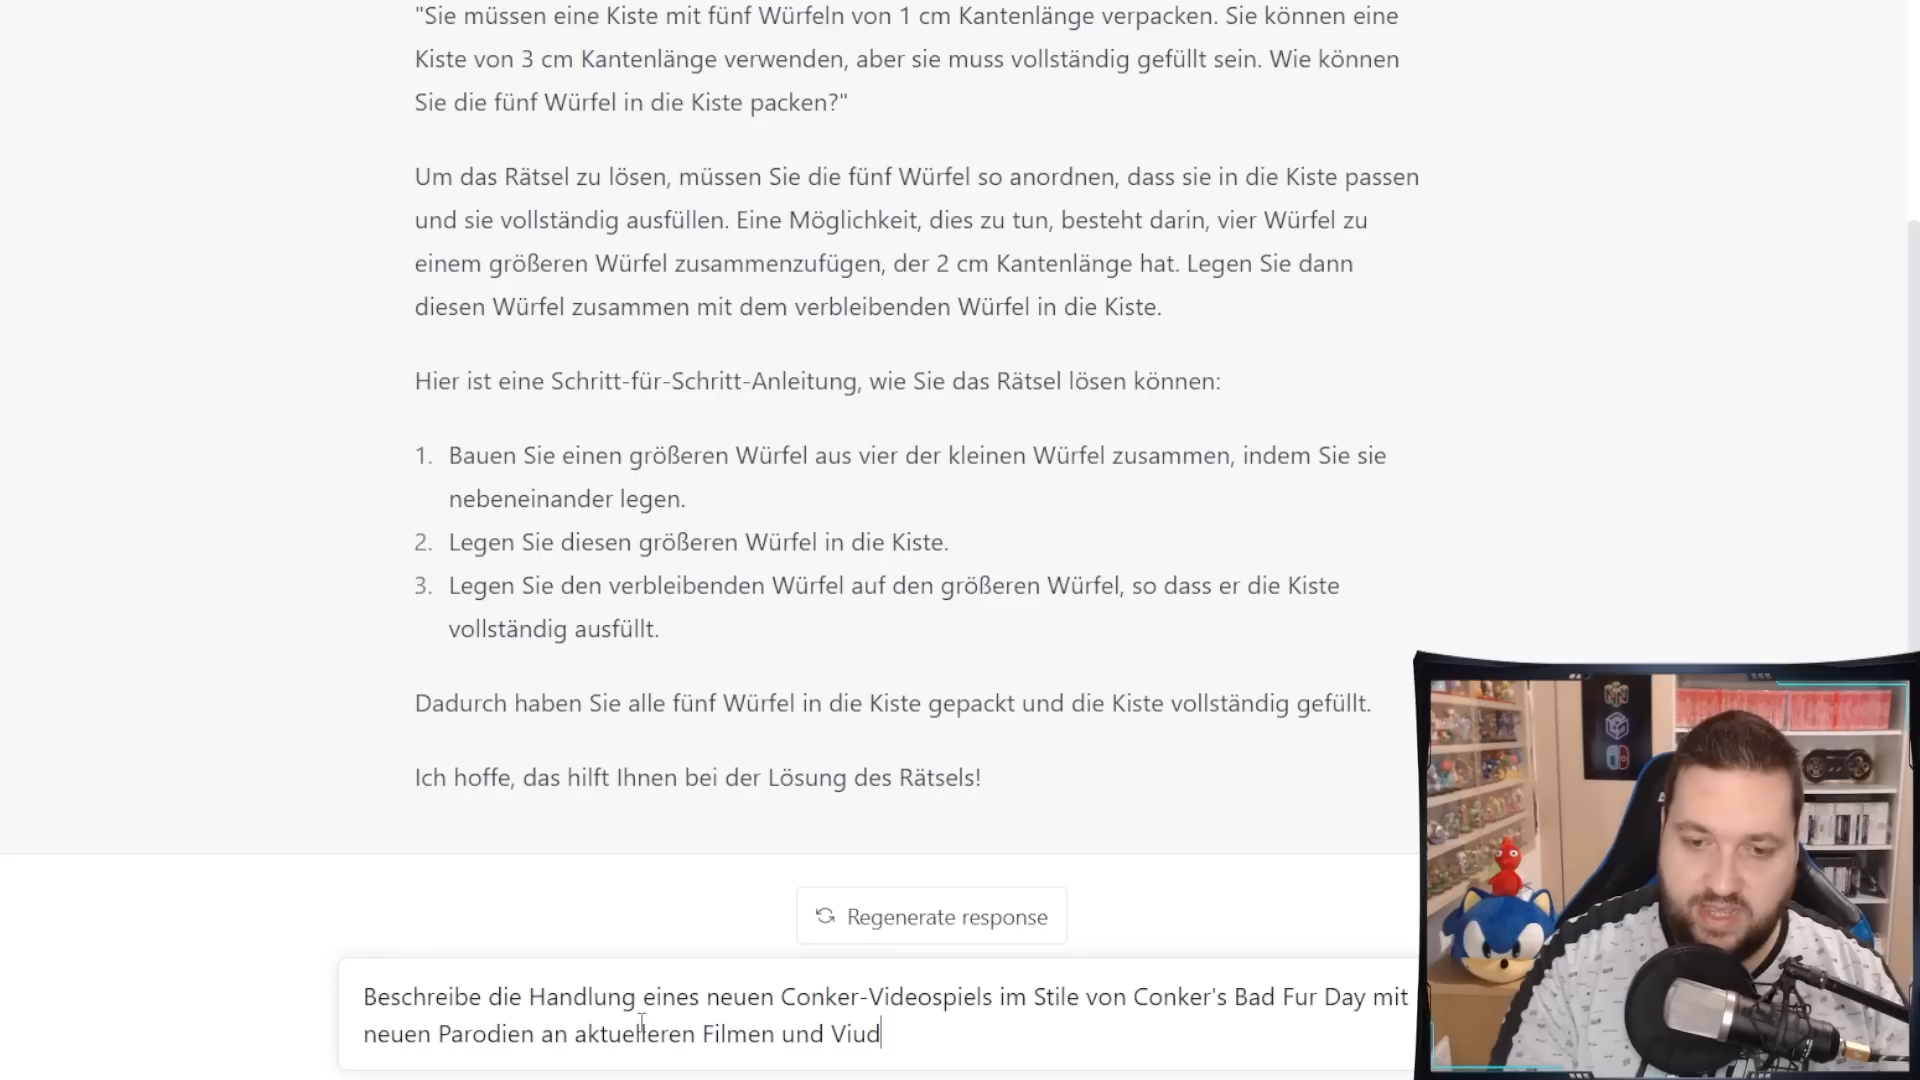 "Sie müssen eine Kiste mit fünf Würfeln von 1 cm Kantenlänge verpacken. Sie können eine
Kiste von 3 cm Kantenlänge verwenden, aber sie muss vollständig gefüllt sein. Wie können
Sie die fünf Würfel in die Kiste packen?"
Um das Rätsel zu lösen, müssen Sie die fünf Würfel so anordnen, dass sie in die Kiste passen
und sie vollständig ausfüllen. Eine Möglichkeit, dies zu tun, besteht darin, vier Würfel zu
einem größeren Würfel zusammenzufügen, der 2 cm Kantenlänge hat. Legen Sie dann
diesen Würfel zusammen mit dem verbleibenden Würfel in die Kiste.
Hier ist eine Schritt-für-Schritt-Anleitung, wie Sie das Rätsel lösen können:
1. Bauen Sie einen größeren Würfel aus vier der kleinen Würfel zusammen, indem Sie sie
nebeneinander legen.
2. Legen Sie diesen größeren Würfel in die Kiste.
3. Legen Sie den verbleibenden Würfel auf den größeren Würfel, so dass er die Kiste
vollständig ausfüllt.
Dadurch haben Sie alle fünf Würfel in die Kiste gepackt und die Kiste vollständig gefüllt.
Ich hoffe, das hilft Ihnen bei der Lösung des Rätsels!
Regenerate response
Beschreibe die Handlung eines neuen Conker-Videospiels im Stile von Conker's Bad Fur Day mit
neuen Parodien an aktuelleren Filmen und Viud